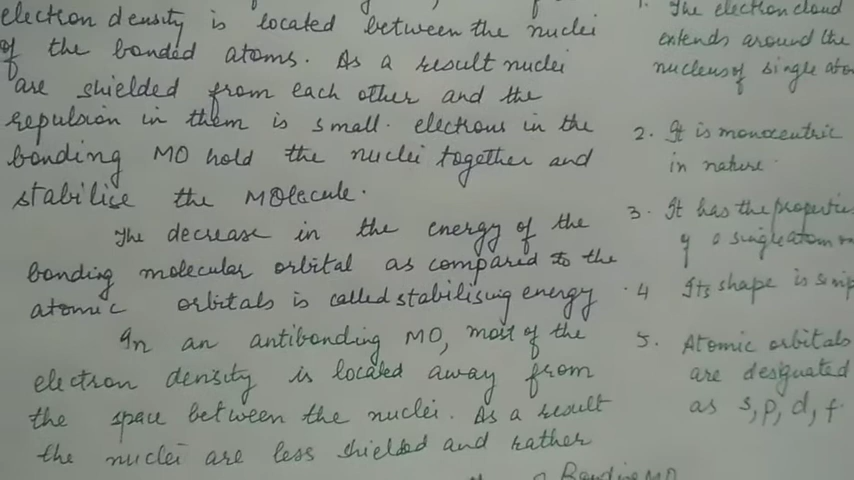 electron density is located between the nuclei
of the bonded atoms. As a result nuclei
are shielded from each other and the
repulsion in them is small. electrons in the
bonding MO hold the nuclei together and
stabilise the MOlecule.
The decrease in the energy of the
bonding molecular orbital as compared to the
atomic orbitals is called stabilising energy
In an antibonding MO, most of the
electron density is located away from
the space between the nuclei. As a result
the nuclei are less shielded and rather
Bonding MO
1. The electron cloud
extends around the
nucleus of single
2. It is monocentric
in nature.
3. It has the
a single atom
4 Its shape is
5. Atomic orbitals
are designated
as s, p, d, f.